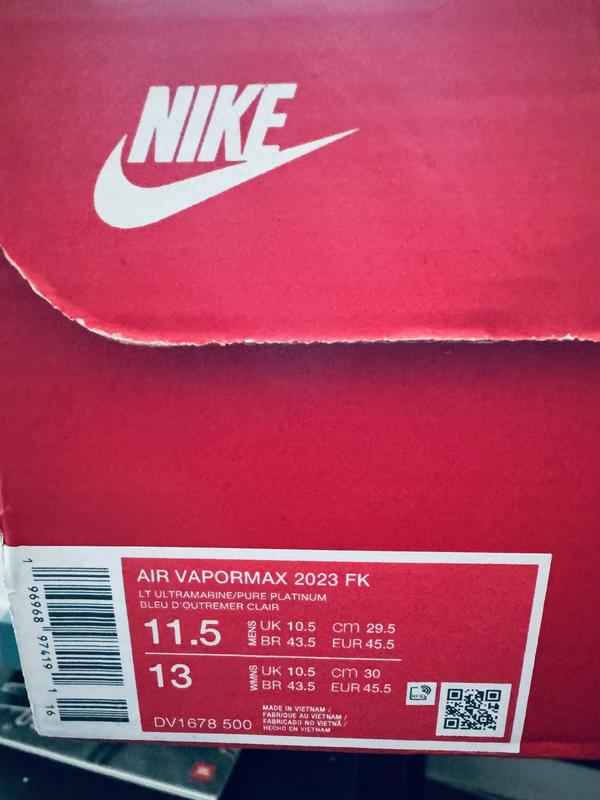 NIKE
AIR VAPORMAX 2023 FK
LT ULTRAMARINE/PURE PLATINUM
BLEU D'OUTREMER CLAIR
11.5 MENS UK 10.5 cm 29.5
BR 43.5 EUR 45.5
13 WMNS UK 10.5 cm 30
BR 43.5 EUR 45.5
DV1678 500
MADE IN VIETNAM /
FABRIQUE AU VIETNAM /
FABRICADO NO VIETNÃ /
HECHO EN VIETNAM
1 96968 97419 1 16